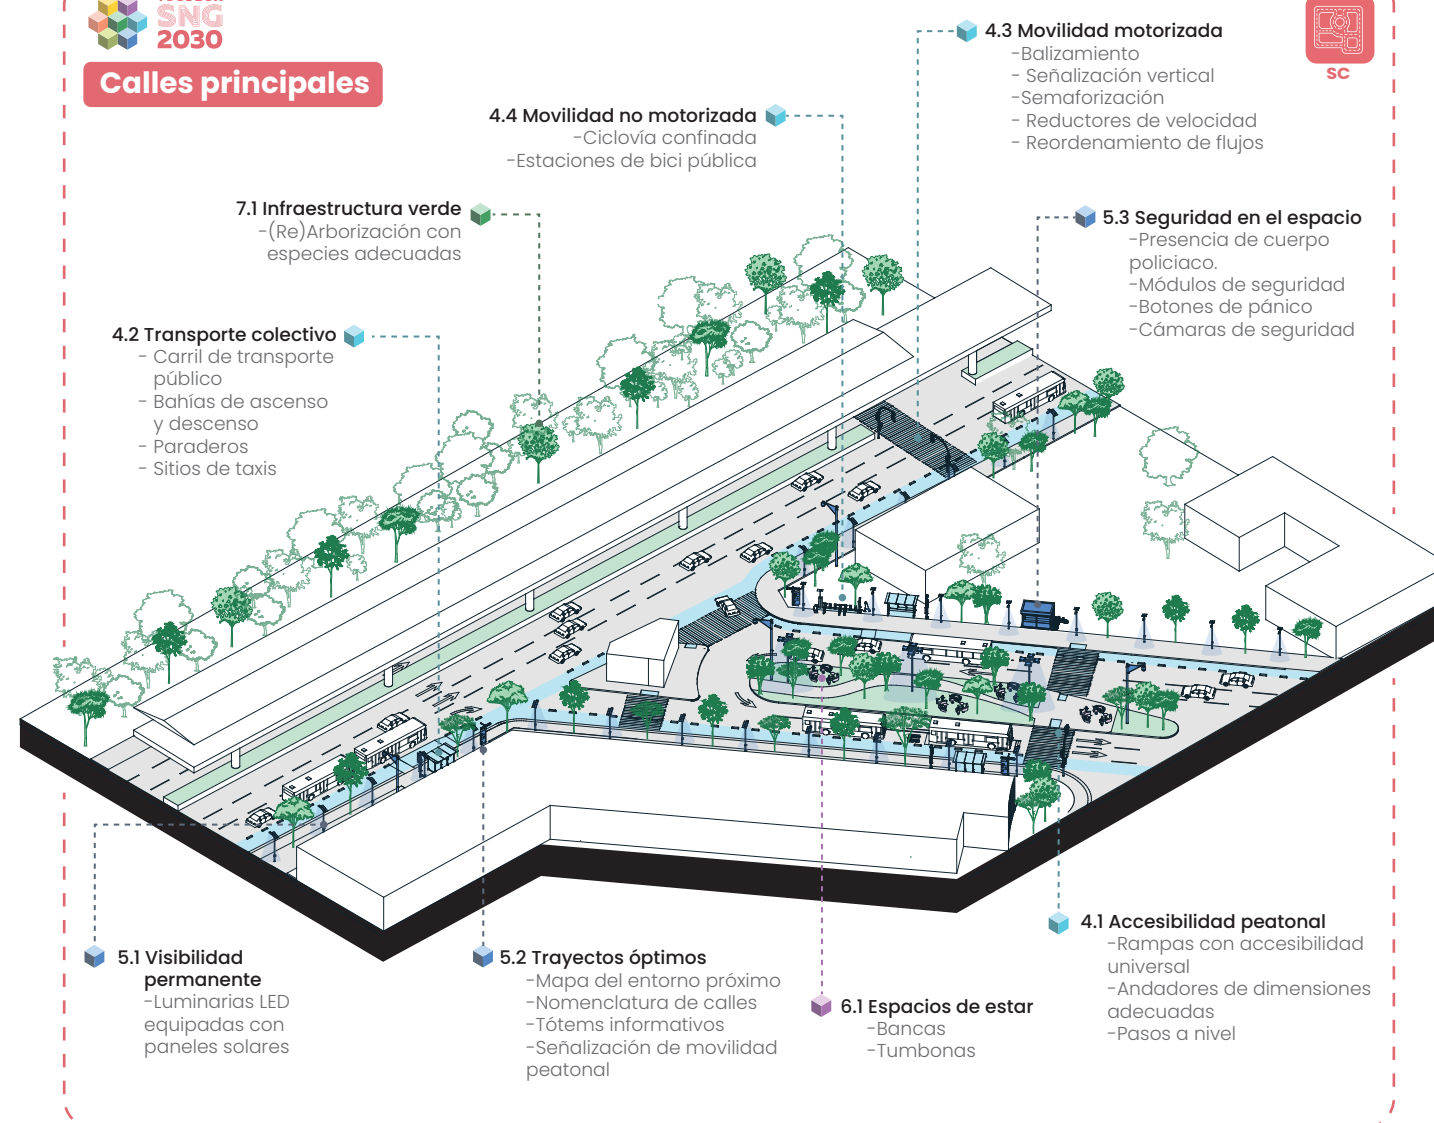 SNG
2030
Calles principales
SC
4.3 Movilidad motorizada
-Balizamiento
- Señalización vertical
-Semaforización
- Reductores de velocidad
- Reordenamiento de flujos
4.4 Movilidad no motorizada
-Ciclovía confinada
-Estaciones de bici pública
7.1 Infraestructura verde
-(Re)Arborización con
especies adecuadas
5.3 Seguridad en el espacio
-Presencia de cuerpo
policiaco.
-Módulos de seguridad
-Botones de pánico
-Cámaras de seguridad
4.2 Transporte colectivo
- Carril de transporte
público
- Bahías de ascenso
y descenso
- Paraderos
- Sitios de taxis
5.1 Visibilidad
permanente
-Luminarias LED
equipadas con
paneles solares
5.2 Trayectos óptimos
-Mapa del entorno próximo
-Nomenclatura de calles
-Tótems informativos
-Señalización de movilidad
peatonal
6.1 Espacios de estar
-Bancas
-Tumbonas
4.1 Accesibilidad peatonal
-Rampas con accesibilidad
universal
-Andadores de dimensiones
adecuadas
-Pasos a nivel